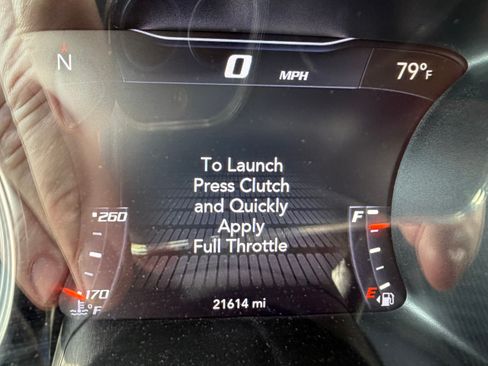 N
0 MPH
79°F
To Launch
Press Clutch
and Quickly
Apply
Full Throttle
260
F
170
°F
E
21614 mi